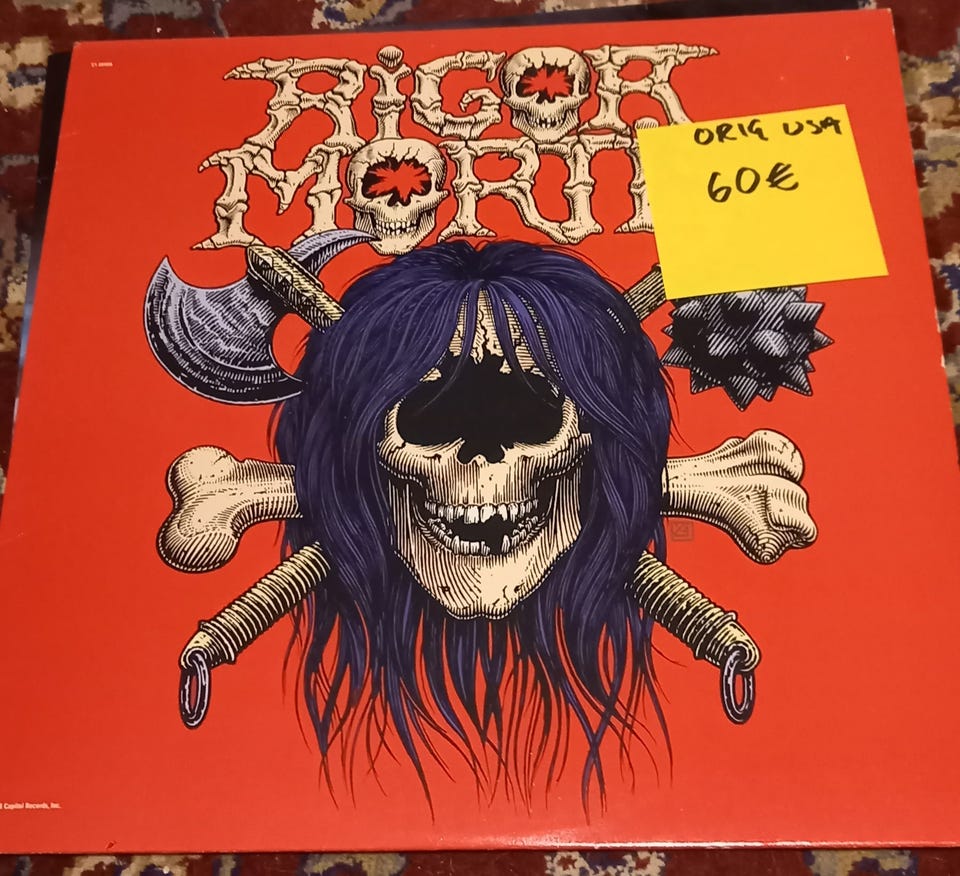 RIGOR
MORTI
ORIG USA
60€
Capitol Records, Inc.